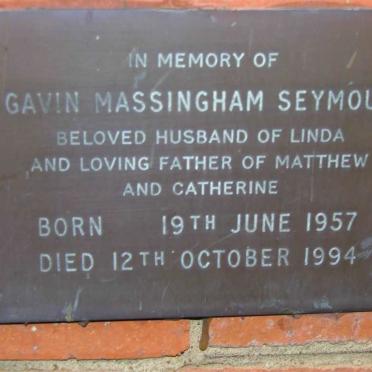 IN MEMORY OF
GAVIN MASSINGHAM SEYMOU
BELOVED HUSBAND OF LINDA
AND LOVING FATHER OF MATTHEW
AND CATHERINE
BORN 19TH JUNE 1957
DIED 12TH OCTOBER 1994